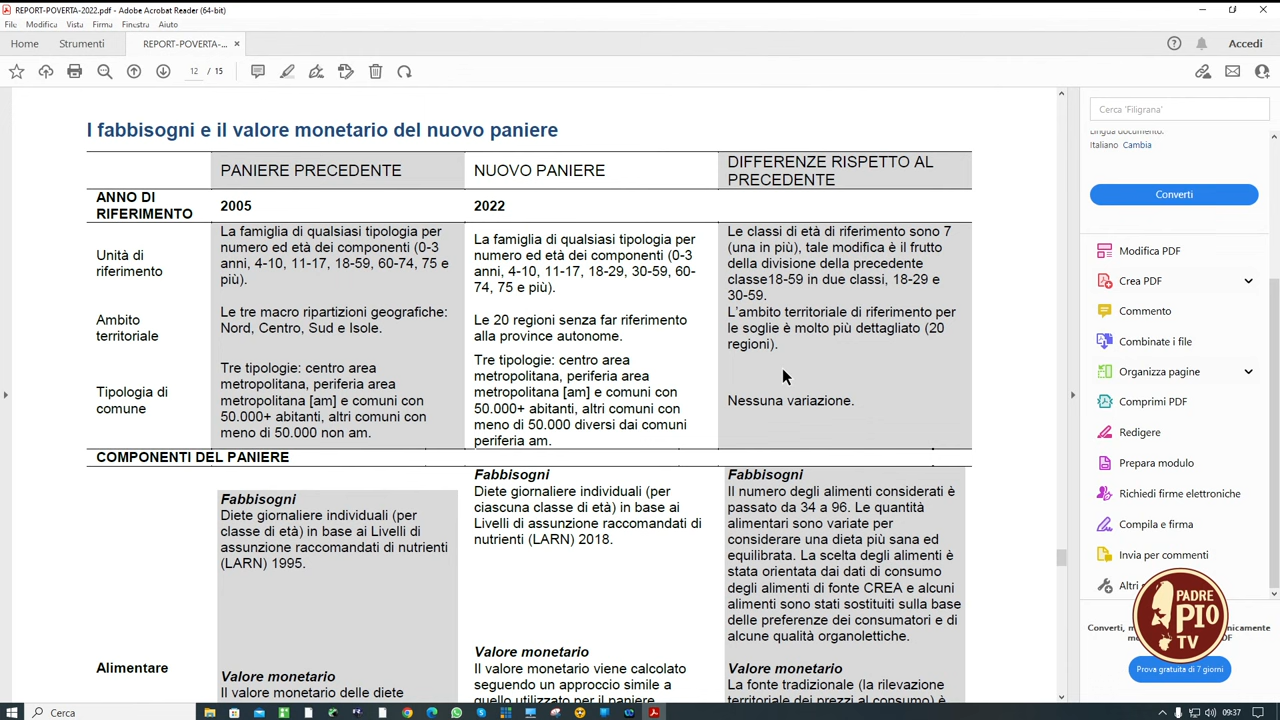 REPORT-POVERTA-2022.pdf - Adobe Acrobat Reader (64-bit)
File Modifica Vista Firma Finestra Aiuto
Home Strumenti REPORT-POVERTA-... × Accedi
12 / 15
Cerca 'Filigrana'
Lingua documento:
Italiano Cambia
Converti
Modifica PDF
Crea PDF
Commento
Combinate i file
Organizza pagine
Comprimi PDF
Redigere
Prepara modulo
Richiedi firme elettroniche
Compila e firma
Invia per commenti
Altri
Converti,
Prova gratuita di 7 giorni
PADRE
PIO
TV
I fabbisogni e il valore monetario del nuovo paniere
PANIERE PRECEDENTE
NUOVO PANIERE
DIFFERENZE RISPETTO AL
PRECEDENTE
ANNO DI
RIFERIMENTO
2005
2022
Unità di
riferimento
La famiglia di qualsiasi tipologia per
numero ed età dei componenti (0-3
anni, 4-10, 11-17, 18-59, 60-74, 75 e
più).
La famiglia di qualsiasi tipologia per
numero ed età dei componenti (0-3
anni, 4-10, 11-17, 18-29, 30-59, 60-
74, 75 e più).
Le classi di età di riferimento sono 7
(una in più), tale modifica è il frutto
della divisione della precedente
classe18-59 in due classi, 18-29 e
30-59.
Ambito
territoriale
Le tre macro ripartizioni geografiche:
Nord, Centro, Sud e Isole.
Le 20 regioni senza far riferimento
alla province autonome.
L'ambito territoriale di riferimento per
le soglie è molto più dettagliato (20
regioni).
Tipologia di
comune
Tre tipologie: centro area
metropolitana, periferia area
metropolitana [am] e comuni con
50.000+ abitanti, altri comuni con
meno di 50.000 non am.
Tre tipologie: centro area
metropolitana, periferia area
metropolitana [am] e comuni con
50.000+ abitanti, altri comuni con
meno di 50.000 diversi dai comuni
periferia am.
Nessuna variazione.
COMPONENTI DEL PANIERE
Alimentare
Fabbisogni
Diete giornaliere individuali (per
classe di età) in base ai Livelli di
assunzione raccomandati di nutrienti
(LARN) 1995.
Valore monetario
Il valore monetario delle diete
Fabbisogni
Diete giornaliere individuali (per
ciascuna classe di età) in base ai
Livelli di assunzione raccomandati di
nutrienti (LARN) 2018.
Valore monetario
Il valore monetario viene calcolato
seguendo un approccio simile a
quello utilizzato per il paniere
Fabbisogni
Il numero degli alimenti considerati è
passato da 34 a 96. Le quantità
alimentari sono variate per
considerare una dieta più sana ed
equilibrata. La scelta degli alimenti è
stata orientata dai dati di consumo
degli alimenti di fonte CREA e alcuni
alimenti sono stati sostituiti sulla base
delle preferenze dei consumatori e di
alcune qualità organolettiche.
Valore monetario
La fonte tradizionale (la rilevazione
territoriale dei prezzi al consumo) è
Cerca
09:37